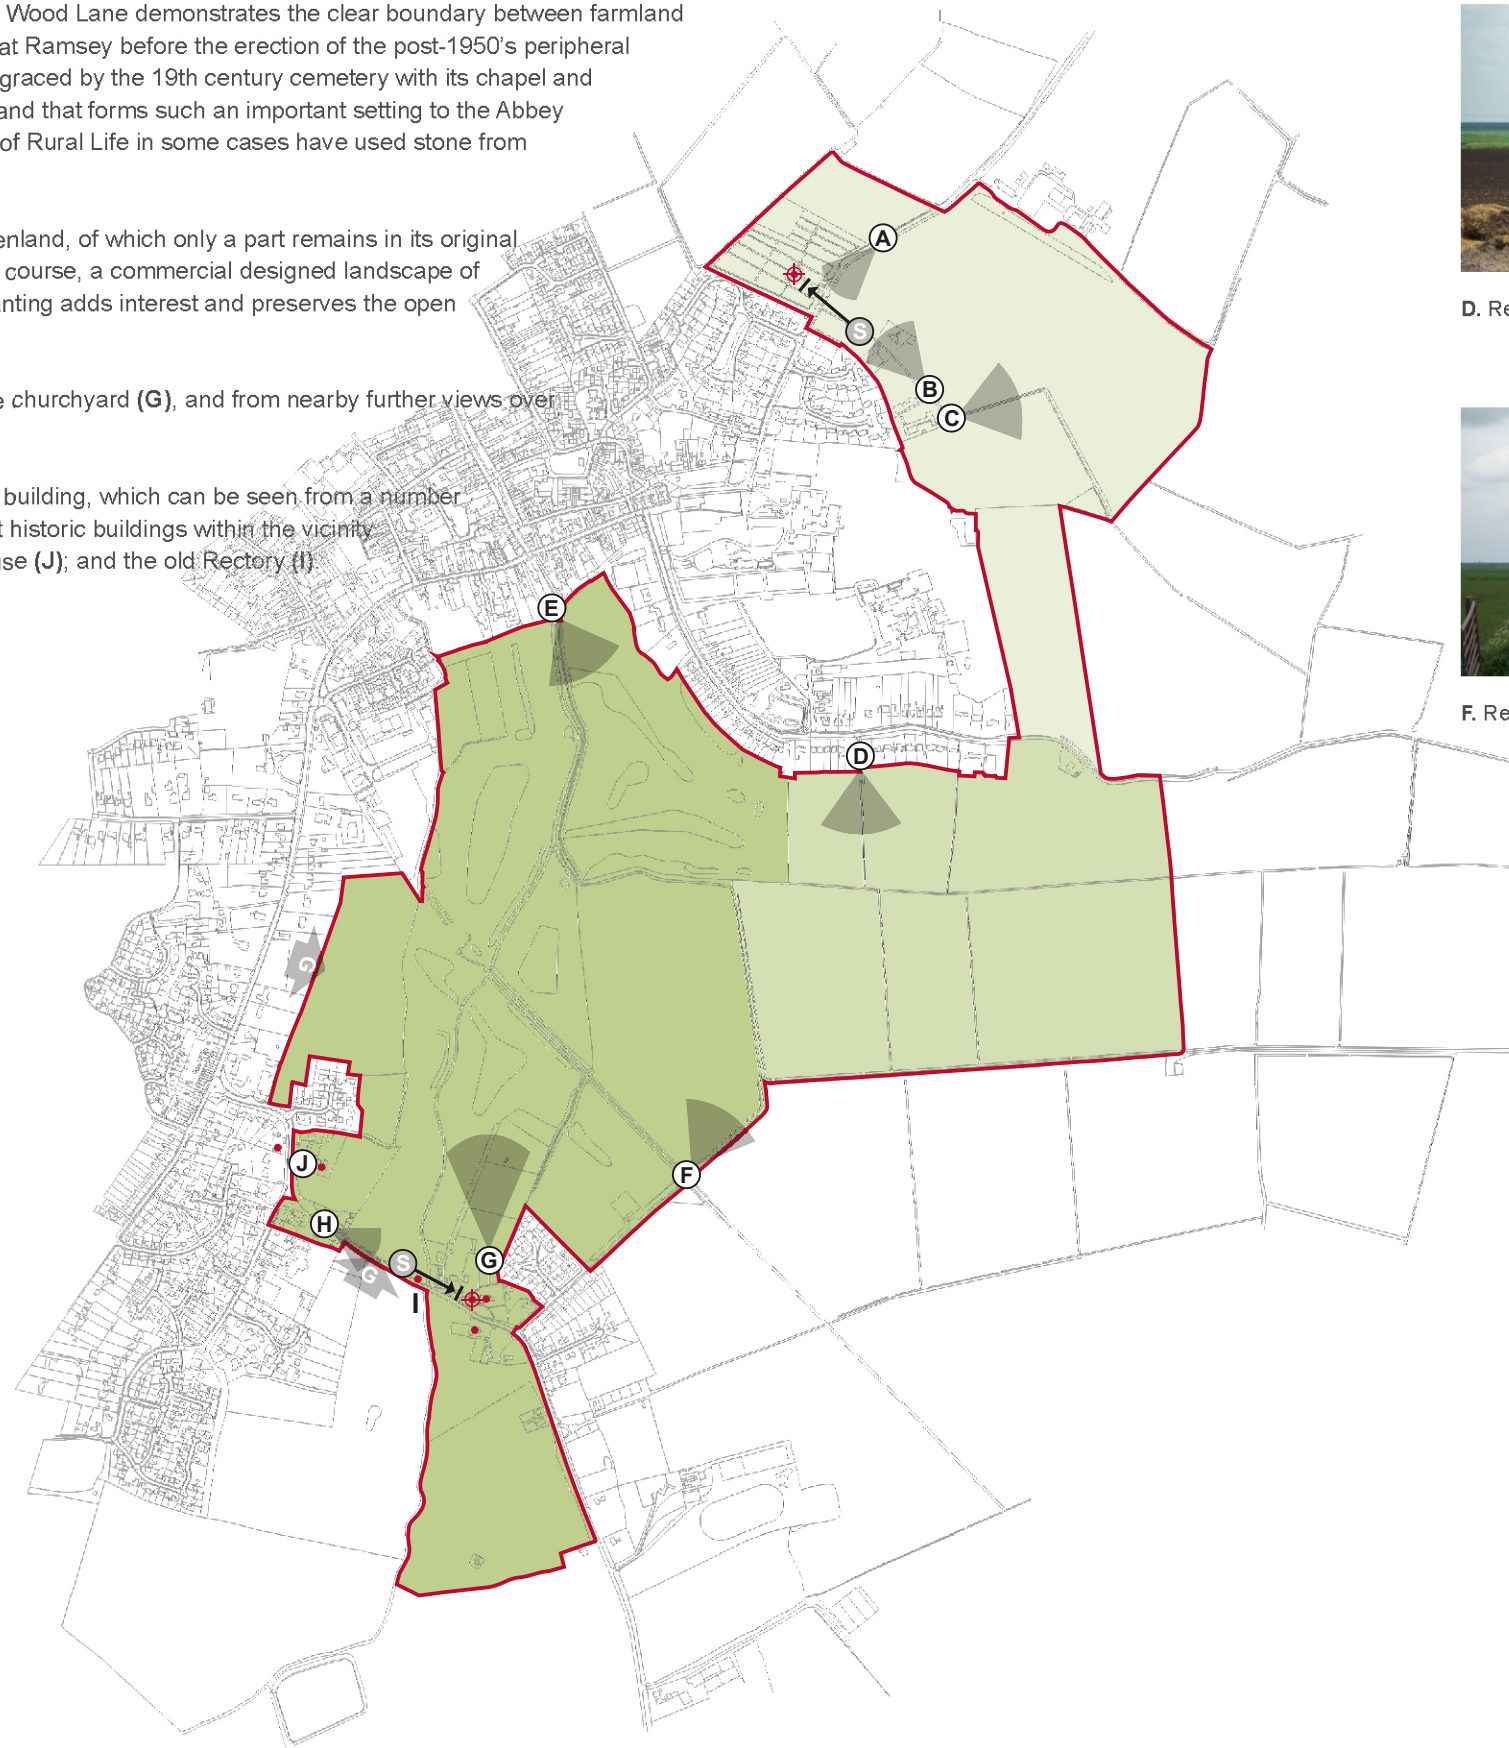 Wood Lane demonstrates the clear boundary between farmland
at Ramsey before the erection of the post-1950's peripheral
graced by the 19th century cemetery with its chapel and
and that forms such an important setting to the Abbey
of Rural Life in some cases have used stone from
enland, of which only a part remains in its original
course, a commercial designed landscape of
nting adds interest and preserves the open
e churchyard (G), and from nearby further views over
building, which can be seen from a number
t historic buildings within the vicinity
se (J); and the old Rectory (I).
A
S
B
C
E
D
G
J
H
S
G
G
F
I
D. Re
F. Re